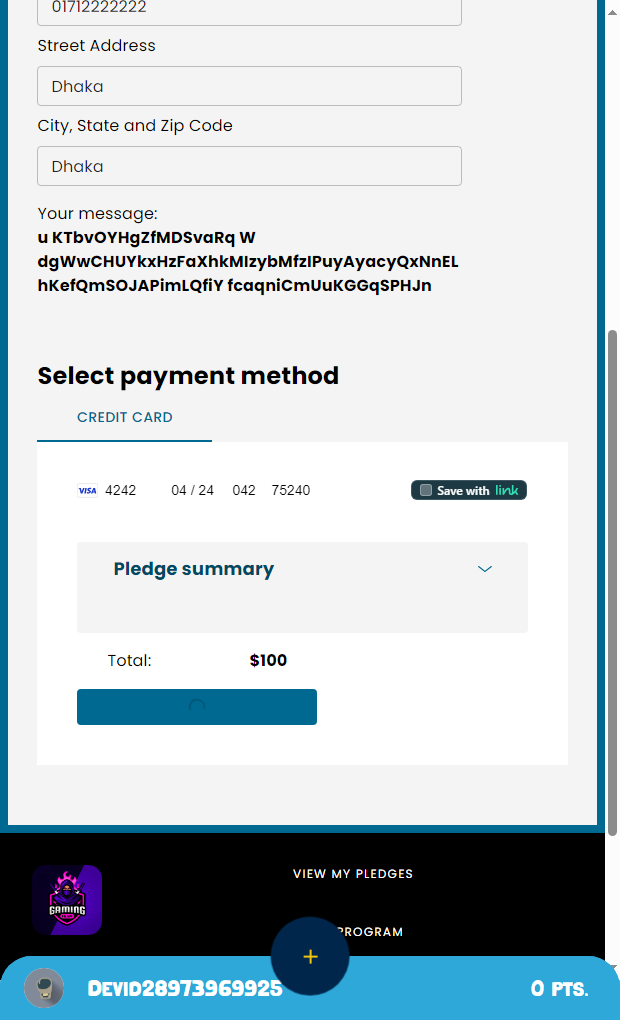 01712222222
Street Address
Dhaka
City, State and Zip Code
Dhaka
Your message:
u KTbvOYHgZfMDSvaRq W
dgWwCHUYkxHzFaXhkMIzybMfzIPuyAyacyQxNnEL
hKefQmSOJAPimLQfiY fcaqniCmUuKGGqSPHJn
Select payment method
CREDIT CARD
VISA 4242 04 / 24 042 75240 Save with link
Pledge summary
Total: $100
VIEW MY PLEDGES
GAMING
PROGRAM
+
Devid28973969925 0 pts.